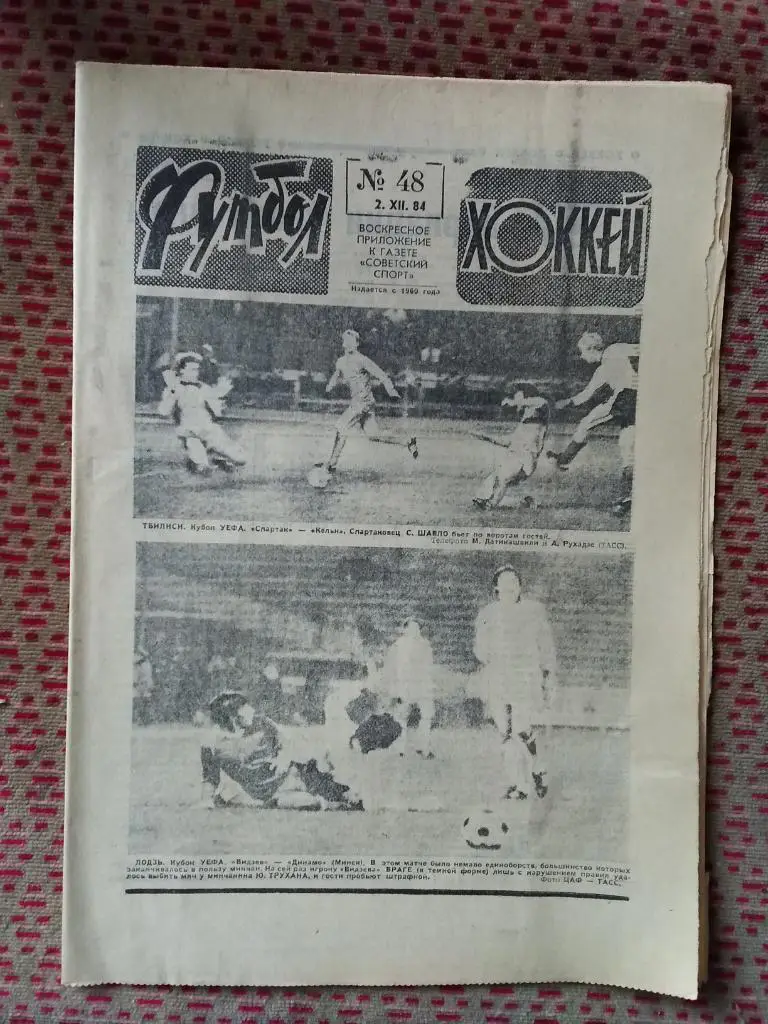 Футбол
№ 48
2. XII. 84
ВОСКРЕСНОЕ
ПРИЛОЖЕНИЕ
К ГАЗЕТЕ
«СОВЕТСКИЙ
СПОРТ»
Издается с 1960 года
ХОККЕЙ
ТБИЛИСИ. Кубок УЕФА. «Спартак» — «Кельн». Спартаковец С. ШАВЛО бьет по воротам гостей.
Телефото М. Датикашвили и А. Рухадзе (ТАСС).
ЛОДЗЬ. Кубок УЕФА. «Видзев» — «Динамо» (Минск). В этом матче было немало единоборств, большинство которых
заканчивалось в пользу минчан. На сей раз игроку «Видзева» ВРАГЕ (в темной форме) лишь с нарушением правил уда-
лось выбить мяч у минчанина Ю. ТРУХАНА, и гости пробьют штрафной.
Фото ЦАФ — ТАСС.